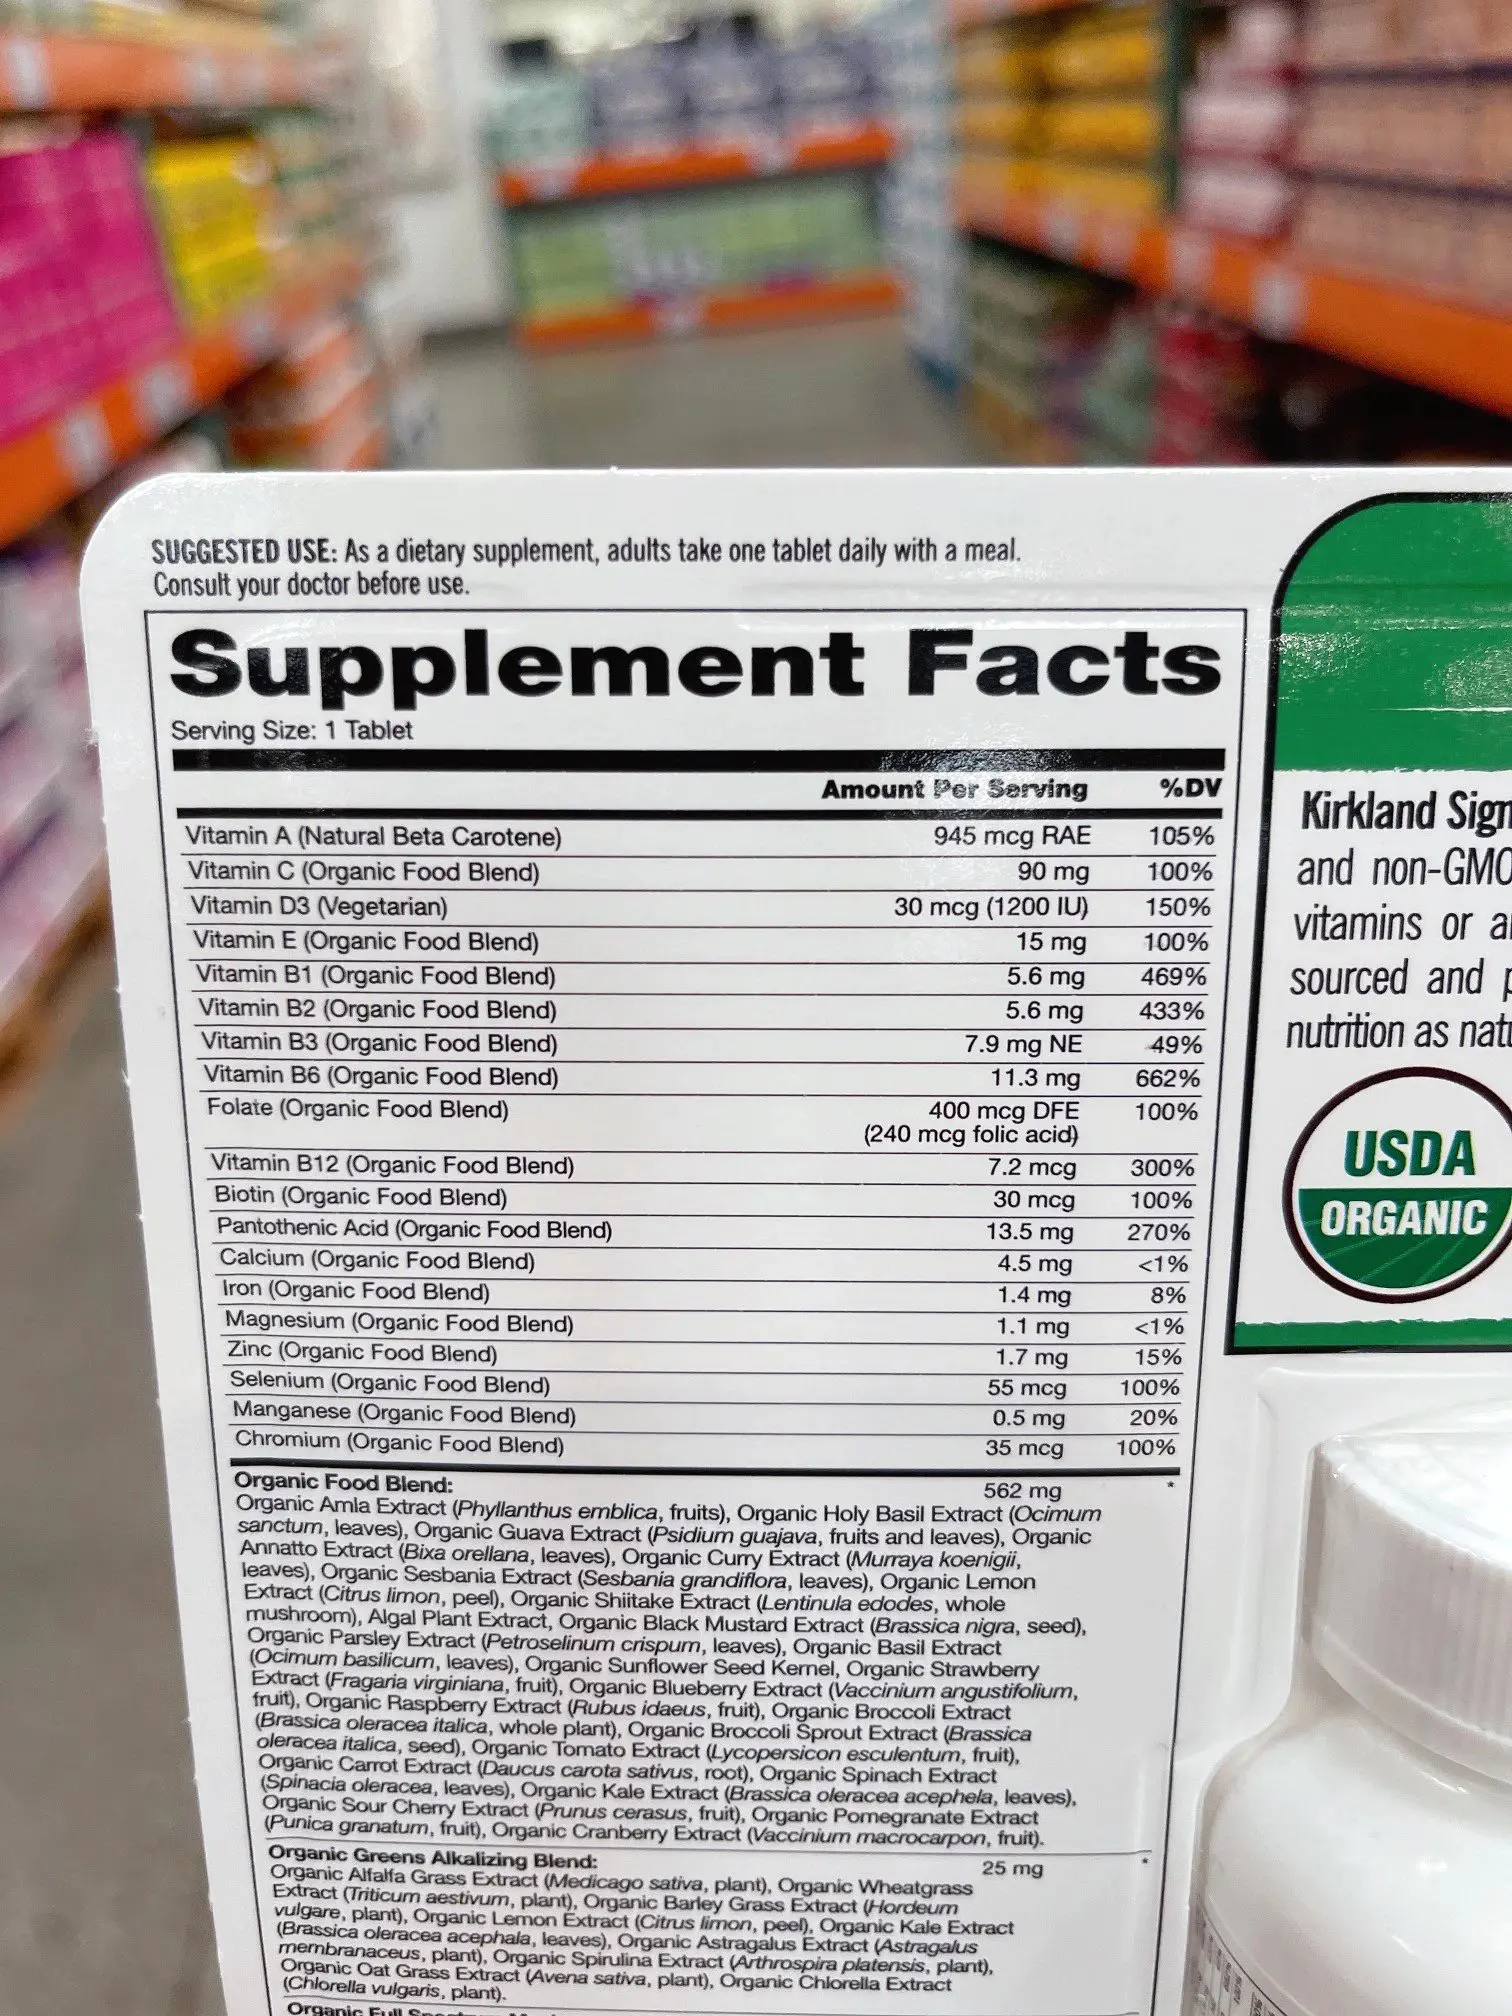 SUGGESTED USE: As a dietary supplement, adults take one tablet daily with a meal.
Consult your doctor before use.
Supplement Facts
Serving Size: 1 Tablet
Amount Per Serving %DV
Vitamin A (Natural Beta Carotene) 945 mcg RAE 105%
Vitamin C (Organic Food Blend) 90 mg 100%
Vitamin D3 (Vegetarian) 30 mcg (1200 IU) 150%
Vitamin E (Organic Food Blend) 15 mg 100%
Vitamin B1 (Organic Food Blend) 5.6 mg 469%
Vitamin B2 (Organic Food Blend) 5.6 mg 433%
Vitamin B3 (Organic Food Blend) 7.9 mg NE 49%
Vitamin B6 (Organic Food Blend) 11.3 mg 662%
Folate (Organic Food Blend) 400 mcg DFE 100%
(240 mcg folic acid)
Vitamin B12 (Organic Food Blend) 7.2 mcg 300%
Biotin (Organic Food Blend) 30 mcg 100%
Pantothenic Acid (Organic Food Blend) 13.5 mg 270%
Calcium (Organic Food Blend) 4.5 mg <1%
Iron (Organic Food Blend) 1.4 mg 8%
Magnesium (Organic Food Blend) 1.1 mg <1%
Zinc (Organic Food Blend) 1.7 mg 15%
Selenium (Organic Food Blend) 55 mcg 100%
Manganese (Organic Food Blend) 0.5 mg 20%
Chromium (Organic Food Blend) 35 mcg 100%
Organic Food Blend: 562 mg *
Organic Amla Extract (Phyllanthus emblica, fruits), Organic Holy Basil Extract (Ocimum
sanctum, leaves), Organic Guava Extract (Psidium guajava, fruits and leaves), Organic
Annatto Extract (Bixa orellana, leaves), Organic Curry Extract (Murraya koenigii,
leaves), Organic Sesbania Extract (Sesbania grandiflora, leaves), Organic Lemon
Extract (Citrus limon, peel), Organic Shiitake Extract (Lentinula edodes, whole
mushroom), Algal Plant Extract, Organic Black Mustard Extract (Brassica nigra, seed),
Organic Parsley Extract (Petroselinum crispum, leaves), Organic Basil Extract
(Ocimum basilicum, leaves), Organic Sunflower Seed Kernel, Organic Strawberry
Extract (Fragaria virginiana, fruit), Organic Blueberry Extract (Vaccinium angustifolium,
fruit), Organic Raspberry Extract (Rubus idaeus, fruit), Organic Broccoli Extract
(Brassica oleracea italica, whole plant), Organic Broccoli Sprout Extract (Brassica
oleracea italica, seed), Organic Tomato Extract (Lycopersicon esculentum, fruit),
Organic Carrot Extract (Daucus carota sativus, root), Organic Spinach Extract
(Spinacia oleracea, leaves), Organic Kale Extract (Brassica oleracea acephela, leaves),
Organic Sour Cherry Extract (Prunus cerasus, fruit), Organic Pomegranate Extract
(Punica granatum, fruit), Organic Cranberry Extract (Vaccinium macrocarpon, fruit).
Organic Greens Alkalizing Blend: 25 mg *
Organic Alfalfa Grass Extract (Medicago sativa, plant), Organic Wheatgrass
Extract (Triticum aestivum, plant), Organic Barley Grass Extract (Hordeum
vulgare, plant), Organic Lemon Extract (Citrus limon, peel), Organic Kale Extract
(Brassica oleracea acephala, leaves), Organic Astragalus Extract (Astragalus
membranaceus, plant), Organic Spirulina Extract (Arthrospira platensis, plant),
Organic Oat Grass Extract (Avena sativa, plant), Organic Chlorella Extract
(Chlorella vulgaris, plant).
Organic Full
Kirkland Sign
and non-GMO
vitamins or
sourced and
nutrition as natu
USDA
ORGANIC